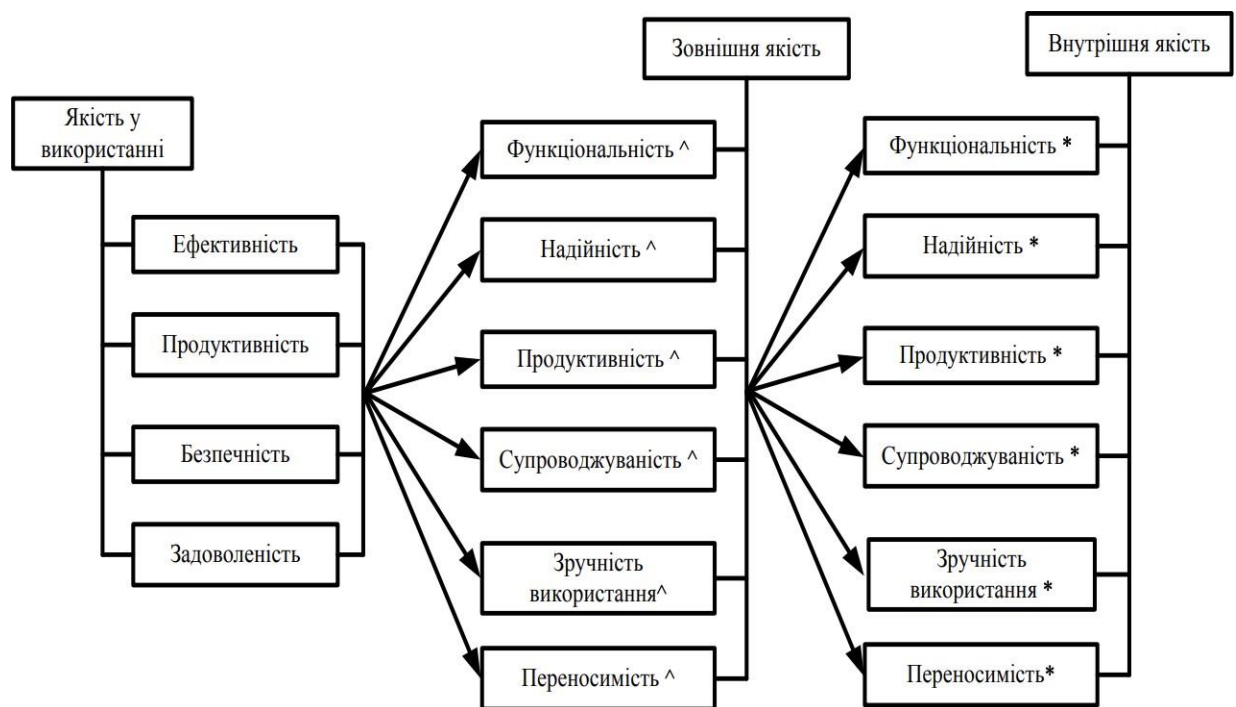 Зовнішня якість
Внутрішня якість
Якість у
використанні
Ефективність
Продуктивність
Безпечність
Задоволеність
Функціональність ^
Надійність ^
Продуктивність ^
Супроводжуваність ^
Зручність
використання^
Переносимість ^
Функціональність *
Надійність *
Продуктивність *
Супроводжуваність *
Зручність
використання *
Переносимість*